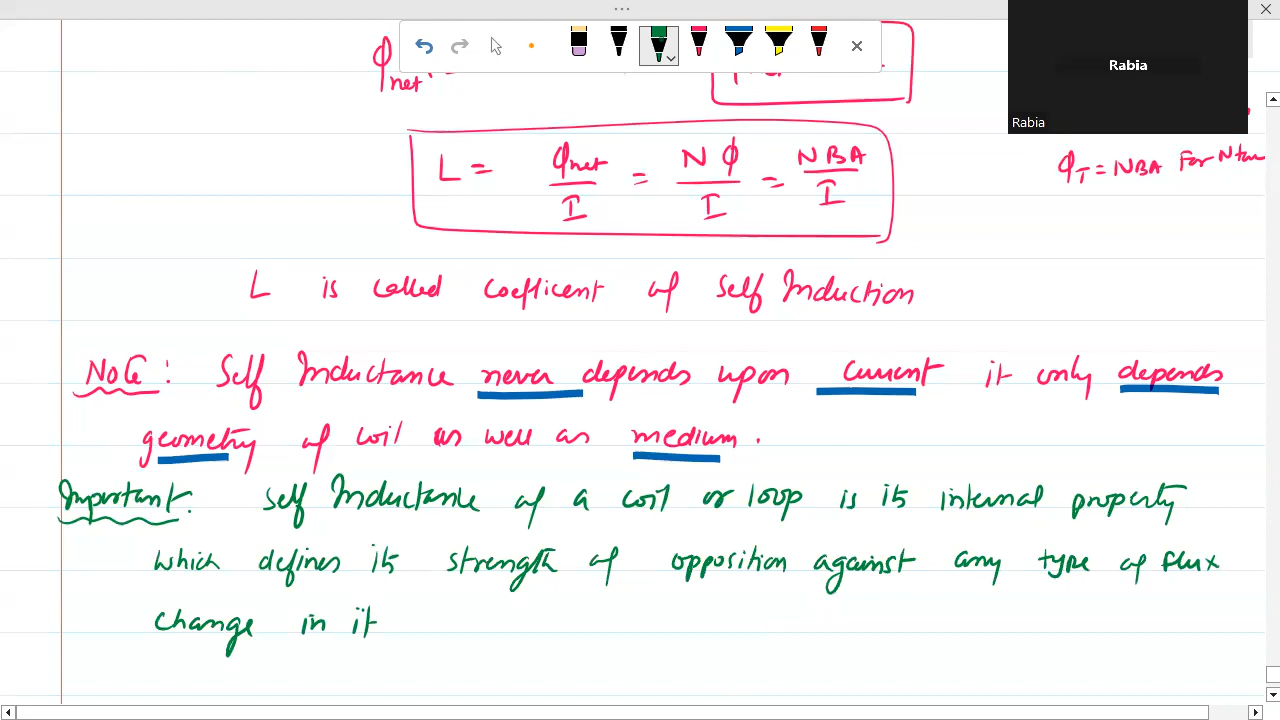 Rabia
Rabia
φnet
L = φnet/I = Nφ/I = NBA/I
φT = NBA For N
L is called coefficent of self Induction
Note: Self Inductance never depends upon current it only depends
geometry of coil as well as medium.
Important: Self Inductance of a coil or loop is its internal property
which defines its strength of opposition against any type of flux
change in it